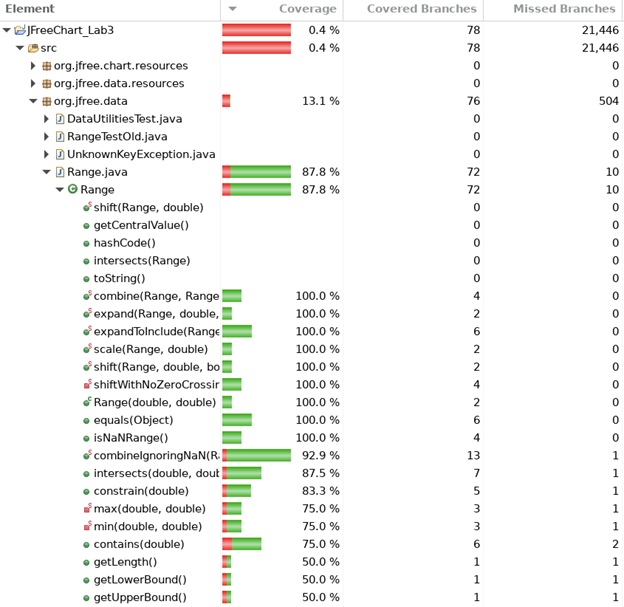 Element Coverage Covered Branches Missed Branches
JFreeChart_Lab3 0.4 % 78 21,446
src 0.4 % 78 21,446
org.jfree.chart.resources 0 0
org.jfree.data.resources 0 0
org.jfree.data 13.1 % 76 504
DataUtilitiesTest.java 0 0
RangeTestOld.java 0 0
UnknownKeyException.java 0 0
Range.java 87.8 % 72 10
Range 87.8 % 72 10
shift(Range, double) 0 0
getCentralValue() 0 0
hashCode() 0 0
intersects(Range) 0 0
toString() 0 0
combine(Range, Range 100.0 % 4 0
expand(Range, double, 100.0 % 2 0
expandToInclude(Range 100.0 % 6 0
scale(Range, double) 100.0 % 2 0
shift(Range, double, bo 100.0 % 2 0
shiftWithNoZeroCrossin 100.0 % 4 0
Range(double, double) 100.0 % 2 0
equals(Object) 100.0 % 6 0
isNaNRange() 100.0 % 4 0
combineIgnoringNaN(R 92.9 % 13 1
intersects(double, doub 87.5 % 7 1
constrain(double) 83.3 % 5 1
max(double, double) 75.0 % 3 1
min(double, double) 75.0 % 3 1
contains(double) 75.0 % 6 2
getLength() 50.0 % 1 1
getLowerBound() 50.0 % 1 1
getUpperBound() 50.0 % 1 1